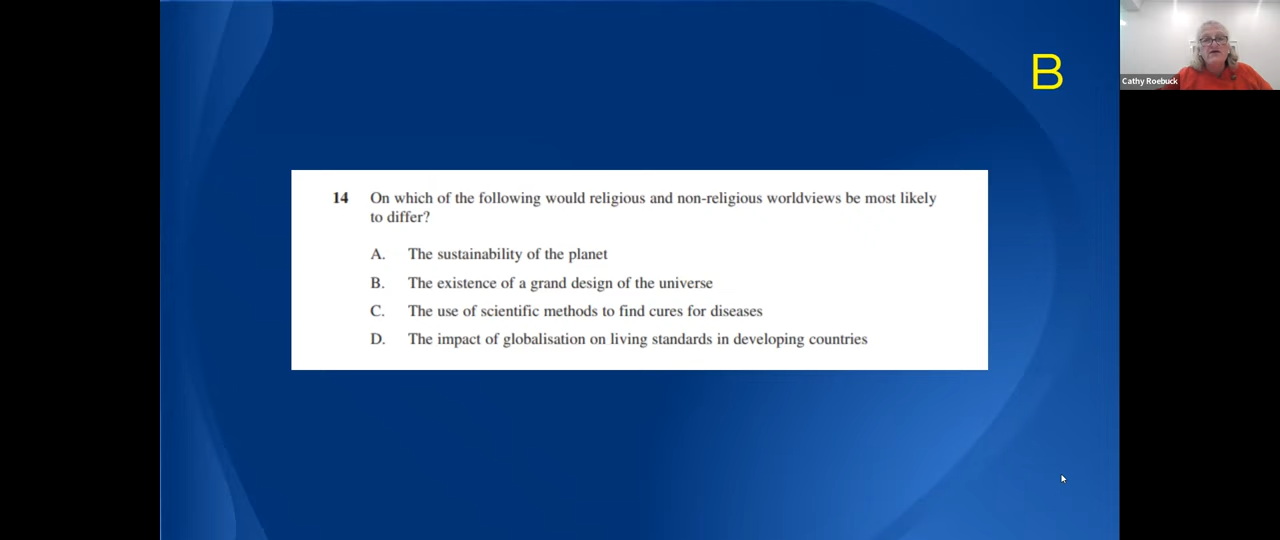 B
Cathy Roebuck
14 On which of the following would religious and non-religious worldviews be most likely
to differ?
A. The sustainability of the planet
B. The existence of a grand design of the universe
C. The use of scientific methods to find cures for diseases
D. The impact of globalisation on living standards in developing countries